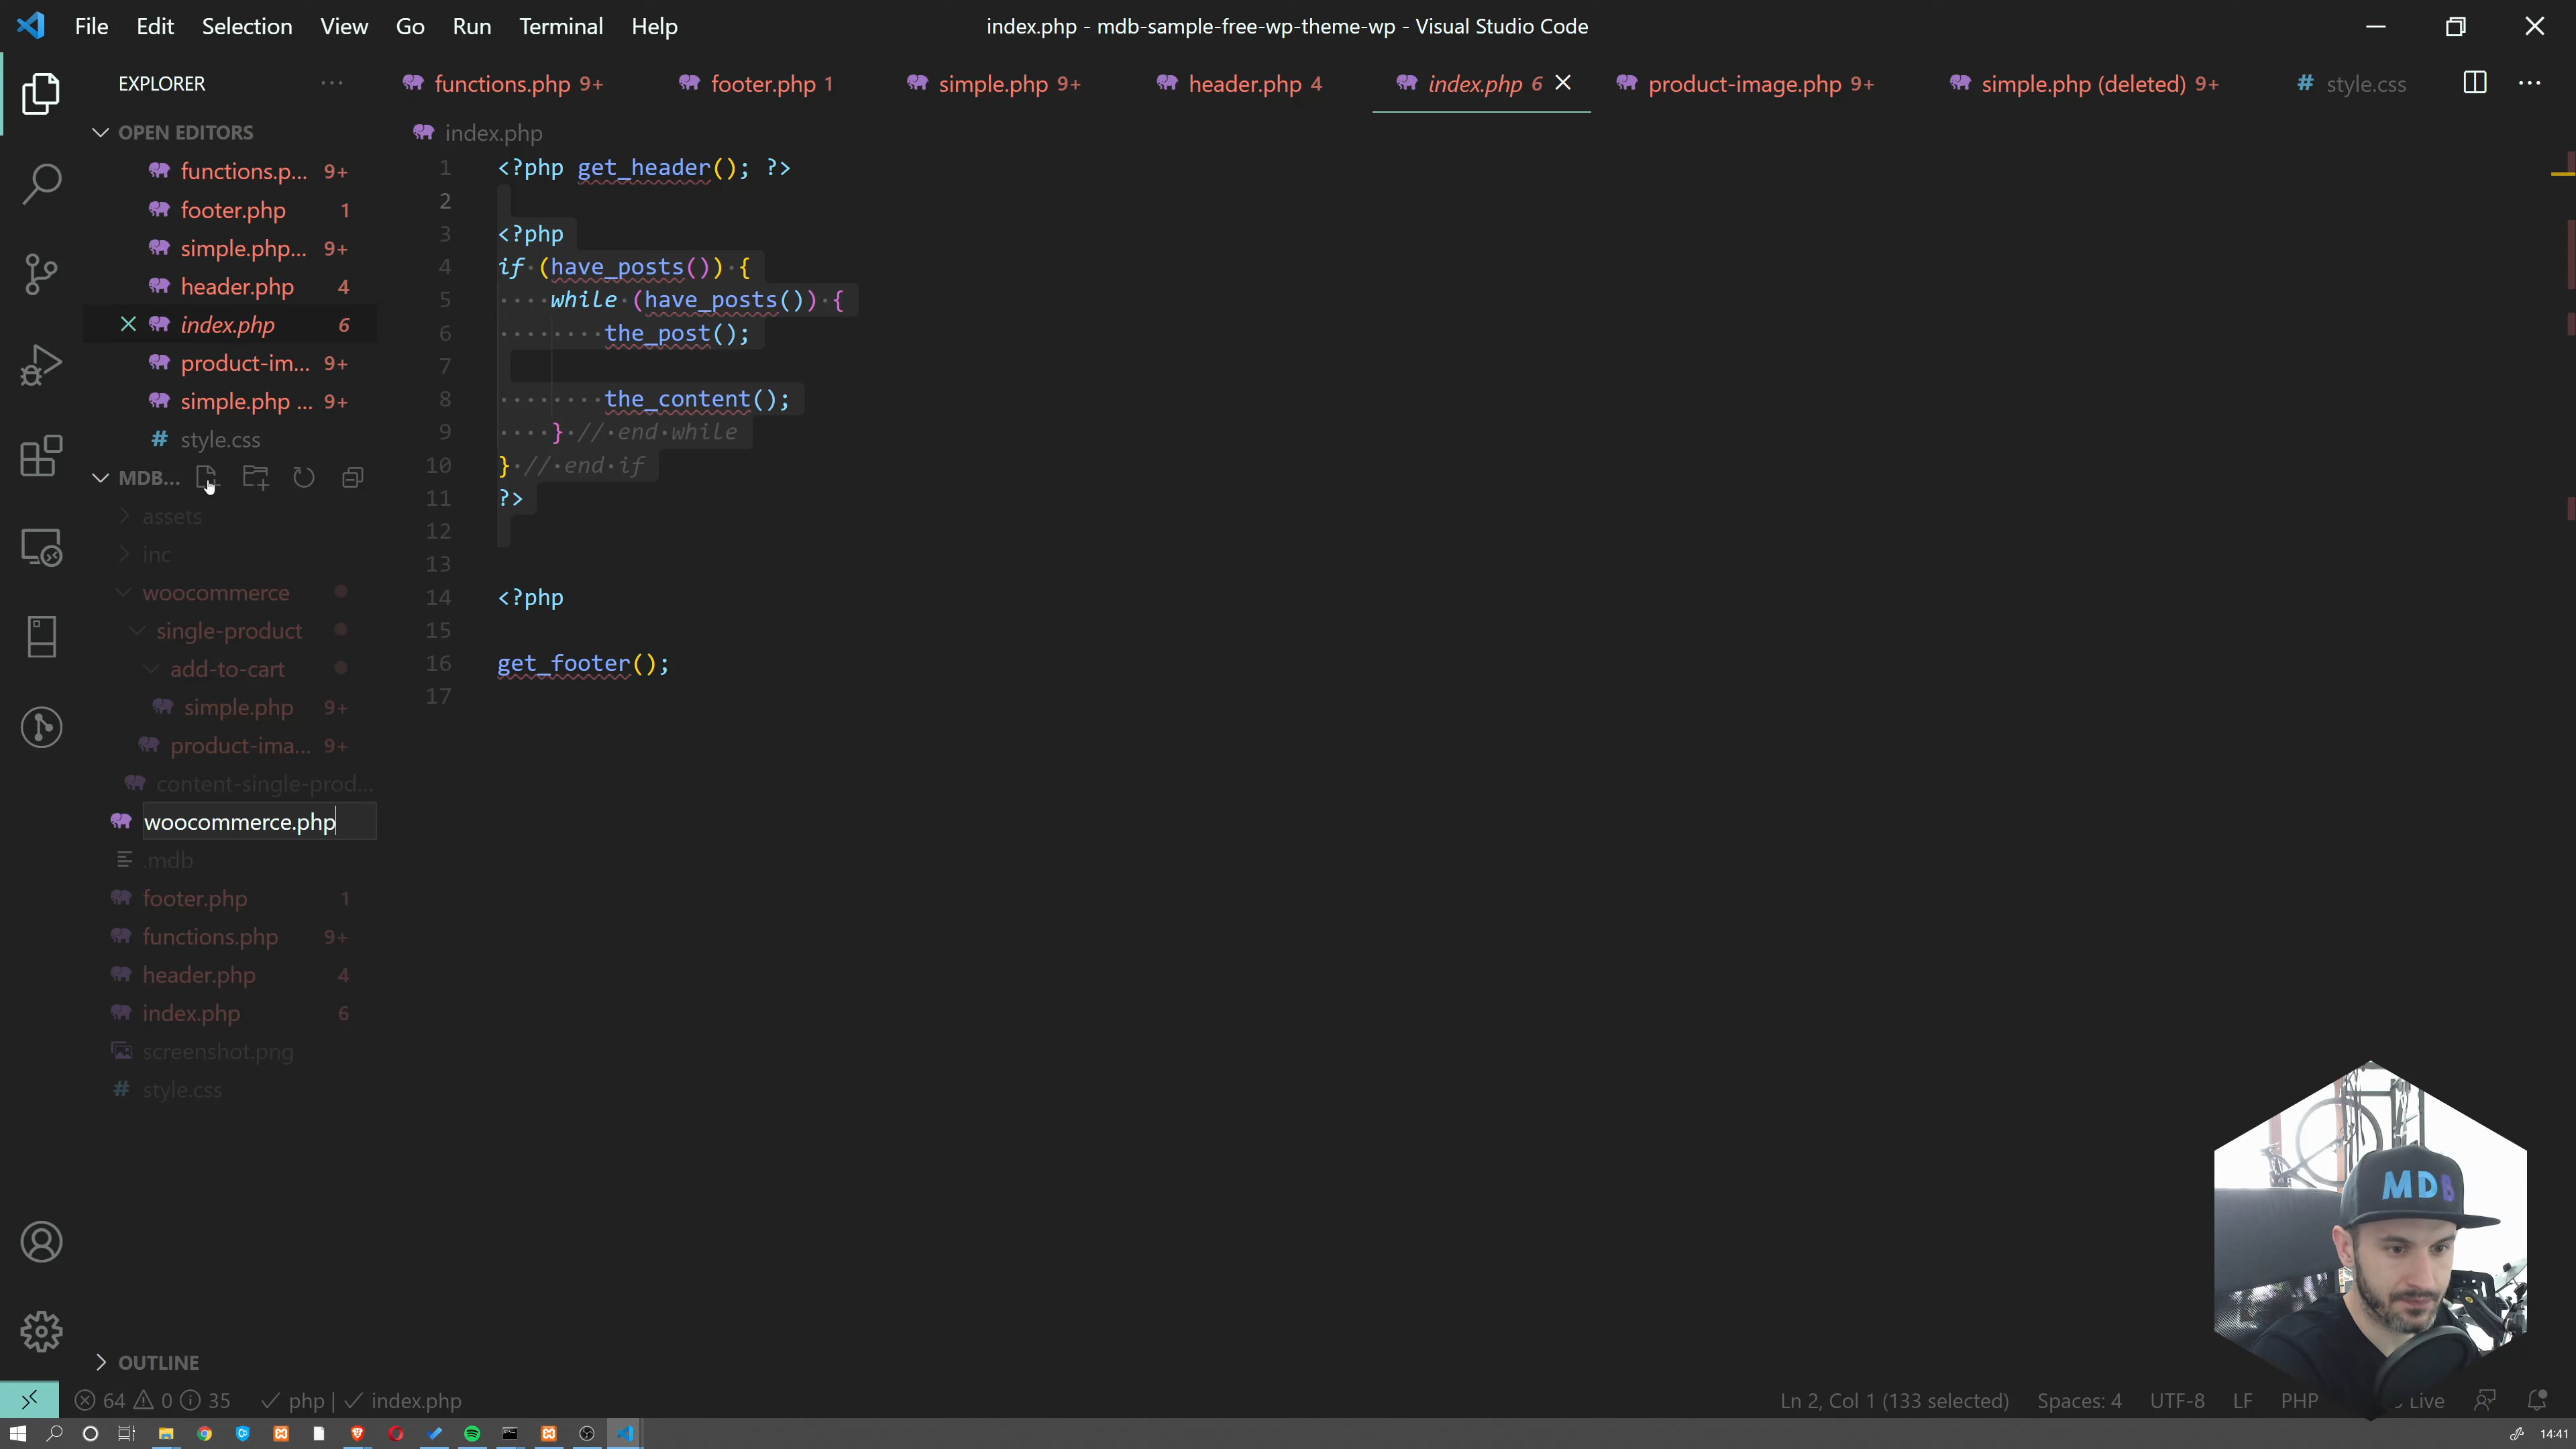 File Edit Selection View Go Run Terminal Help
index.php - mdb-sample-free-wp-theme-wp - Visual Studio Code
EXPLORER
functions.php 9+
footer.php 1
simple.php 9+
header.php 4
index.php 6
product-image.php 9+
simple.php (deleted) 9+
# style.css
OPEN EDITORS
functions.p... 9+
footer.php 1
simple.php... 9+
header.php 4
index.php 6
product-im... 9+
simple.php ... 9+
# style.css
MDB...
assets
inc
woocommerce
single-product
add-to-cart
simple.php 9+
product-ima... 9+
content-single-prod...
woocommerce.php
.mdb
footer.php 1
functions.php 9+
header.php 4
index.php 6
screenshot.png
# style.css
OUTLINE
index.php
1 <?php get_header(); ?>
2
3 <?php
4 if (have_posts()) {
5 while (have_posts()) {
6 the_post();
7
8 the_content();
9 } // end while
10 } // end if
11 ?>
12
13
14 <?php
15
16 get_footer();
17
MDB
64 0 35 php | index.php
Ln 2, Col 1 (133 selected) Spaces: 4 UTF-8 LF PHP Live
14:41